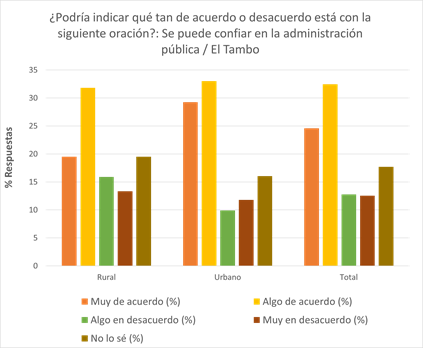 ¿Podría indicar qué tan de acuerdo o desacuerdo está con la
siguiente oración?: Se puede confiar en la administración
pública / El Tambo
35
30
25
20
15
10
5
0
% Respuestas
Rural
Urbano
Total
Muy de acuerdo (%)
Algo de acuerdo (%)
Algo en desacuerdo (%)
Muy en desacuerdo (%)
No lo sé (%)